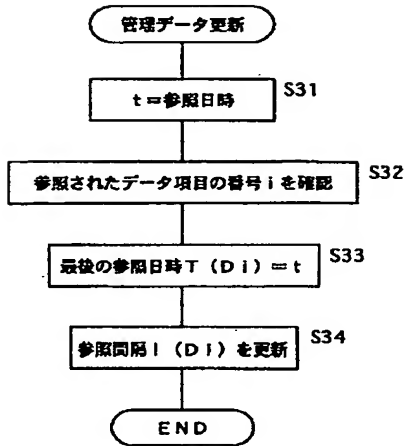 管理データ更新
t=参照日時
S31
参照されたデータ項目の番号iを確認
S32
最後の参照日時T(Di)=t
S33
参照間隔I(Di)を更新
S34
END